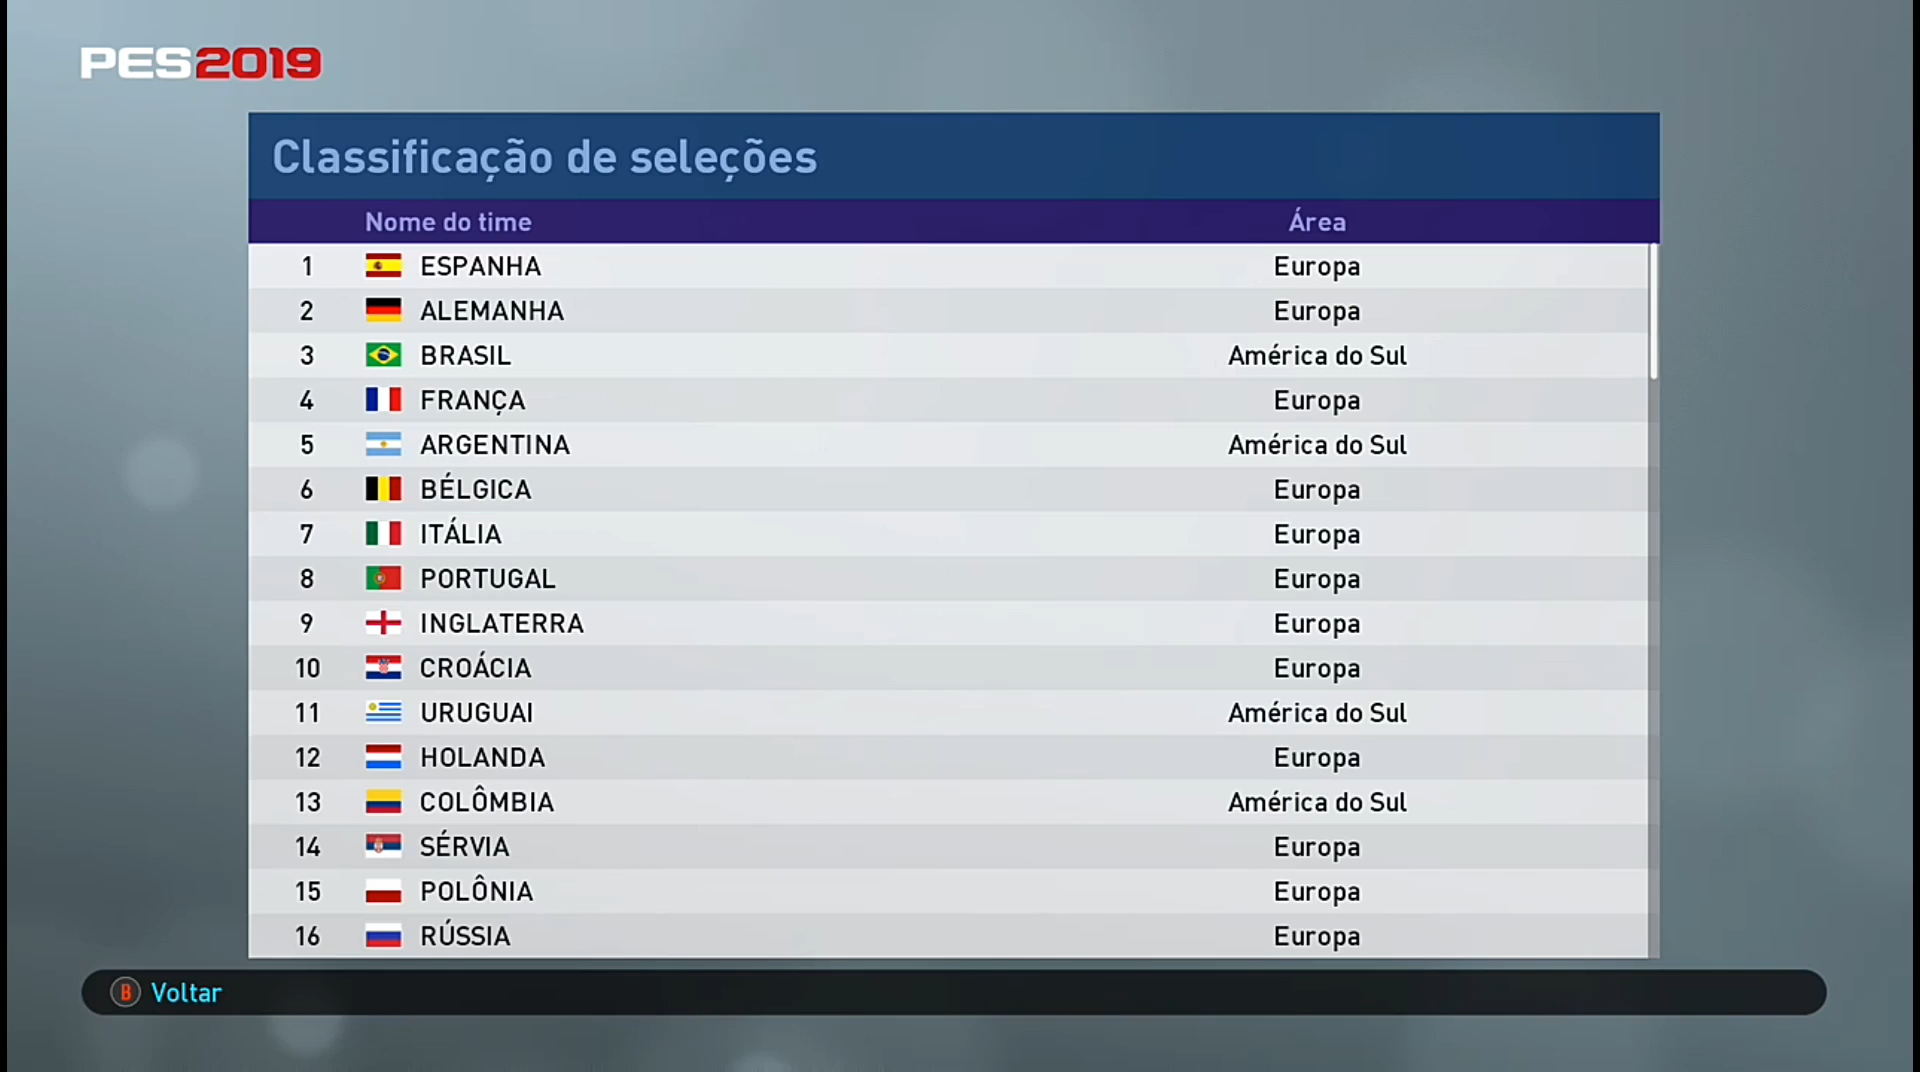 PES2019
Classificação de seleções
Nome do time Área
1 ESPANHA Europa
2 ALEMANHA Europa
3 BRASIL América do Sul
4 FRANÇA Europa
5 ARGENTINA América do Sul
6 BÉLGICA Europa
7 ITÁLIA Europa
8 PORTUGAL Europa
9 INGLATERRA Europa
10 CROÁCIA Europa
11 URUGUAI América do Sul
12 HOLANDA Europa
13 COLÔMBIA América do Sul
14 SÉRVIA Europa
15 POLÔNIA Europa
16 RÚSSIA Europa
B Voltar